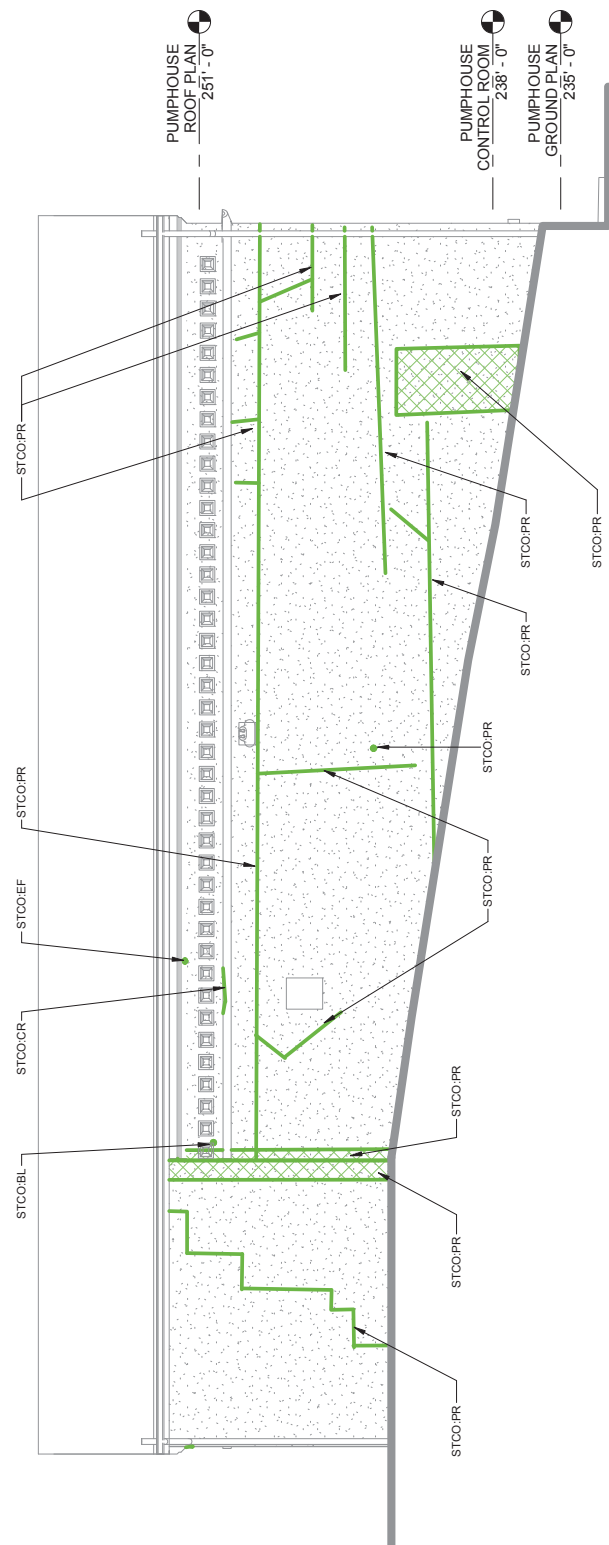 PUMPHOUSE
ROOF PLAN
251' - 0"
PUMPHOUSE
CONTROL ROOM
238' - 0"
PUMPHOUSE
GROUND PLAN
235' - 0"
STCO:PR
STCO:PR
STCO:PR
STCO:PR
STCO:PR
STCO:PR
STCO:EF
STCO:PR
STCO:CR
STCO:PR
STCO:BL
STCO:PR
STCO:PR